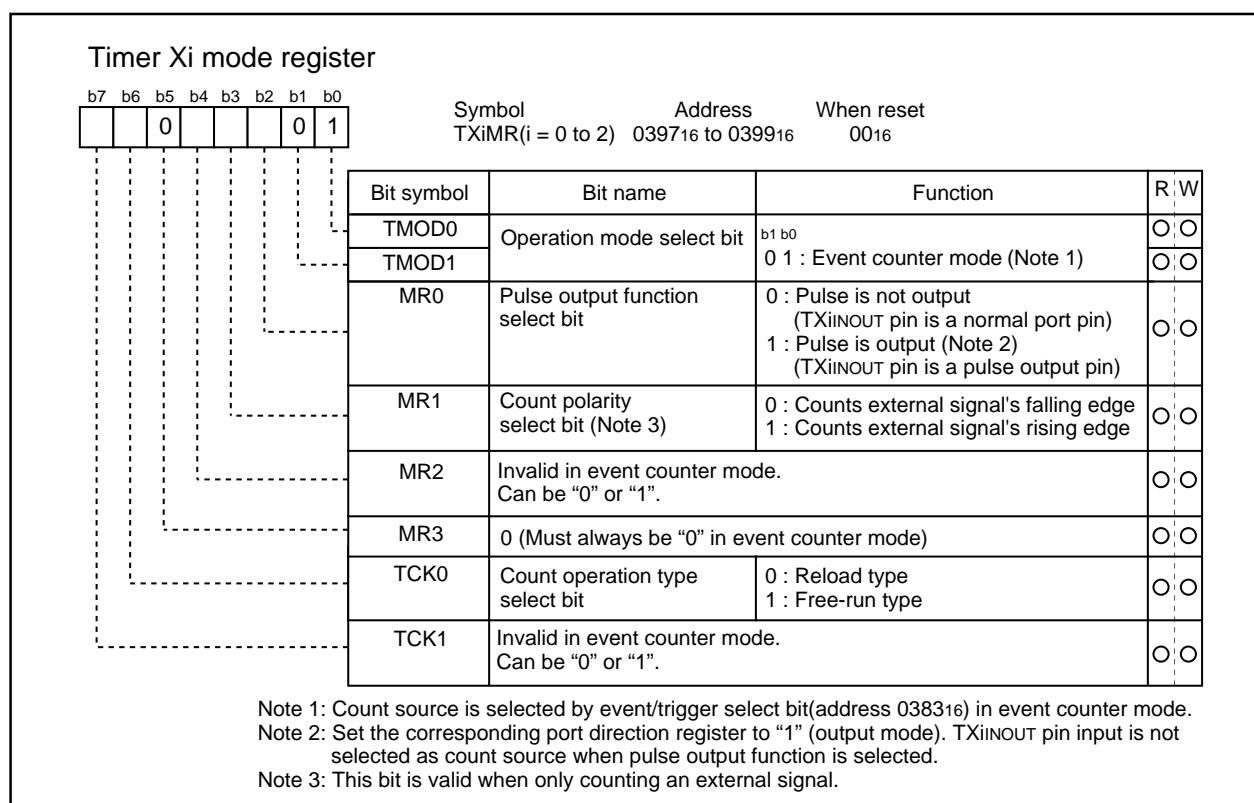 Timer Xi mode register
b7 b6 b5 b4 b3 b2 b1 b0
0 0 1
Symbol Address When reset
TXiMR(i = 0 to 2) 039716 to 039916 0016
Bit symbol Bit name Function R W
TMOD0 Operation mode select bit b1 b0
TMOD1 0 1 : Event counter mode (Note 1)
MR0 Pulse output function 0 : Pulse is not output
select bit (TXiINOUT pin is a normal port pin)
1 : Pulse is output (Note 2)
(TXiINOUT pin is a pulse output pin)
MR1 Count polarity 0 : Counts external signal's falling edge
select bit (Note 3) 1 : Counts external signal's rising edge
MR2 Invalid in event counter mode.
Can be “0” or “1”.
MR3 0 (Must always be “0” in event counter mode)
TCK0 Count operation type 0 : Reload type
select bit 1 : Free-run type
TCK1 Invalid in event counter mode.
Can be “0” or “1”.
Note 1: Count source is selected by event/trigger select bit(address 038316) in event counter mode.
Note 2: Set the corresponding port direction register to “1” (output mode). TXiINOUT pin input is not
selected as count source when pulse output function is selected.
Note 3: This bit is valid when only counting an external signal.